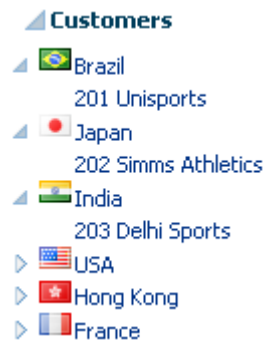 Customers
Brazil
201 Unisports
Japan
202 Simms Athletics
India
203 Delhi Sports
USA
Hong Kong
France